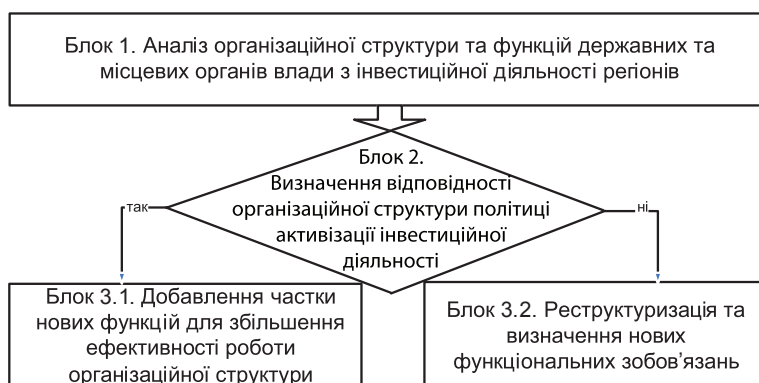 Блок 1. Аналіз організаційної структури та функцій державних та
місцевих органів влади з інвестиційної діяльності регіонів
Блок 2.
Визначення відповідності
організаційної структури політиці
активізації інвестиційної
діяльності
так
ні
Блок 3.1. Добавлення частки
нових функцій для збільшення
ефективності роботи
організаційної структури
Блок 3.2. Реструктуризація та
визначення нових
функціональних зобов’язань